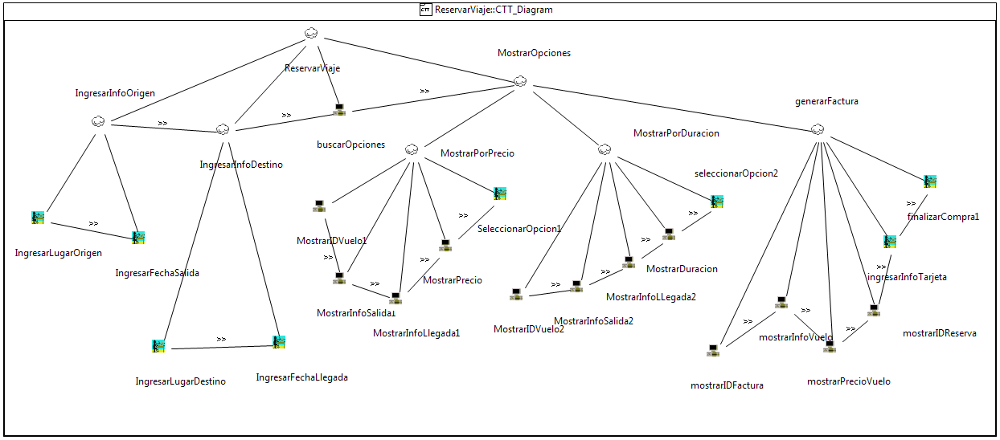 CTT ReservarViaje::CTT_Diagram
MostrarOpciones
ReservarViaje
IngresarInfoOrigen
>>
generarFactura
>>
>>
MostrarPorDuracion
buscarOpciones
MostrarPorPrecio
IngresarInfoDestino
seleccionarOpcion2
>>
>>
>>
finalizarCompra1
>>
SeleccionarOpcion1
MostrarIDVuelo1
>>
IngresarLugarOrigen
>>
>>
MostrarDuracion
>>
IngresarFechaSalida
>>
ingresarInfoTarjeta
MostrarPrecio
>>
>>
MostrarInfoLLegada2
MostrarInfoSalida1
>>
>>
MostrarInfoSalida2
MostrarIDVuelo2
>>
MostrarInfoLlegada1
mostrarIDReserva
mostrarInfoVuelo
>>
IngresarLugarDestino
IngresarFechaLlegada
mostrarPrecioVuelo
mostrarIDFactura